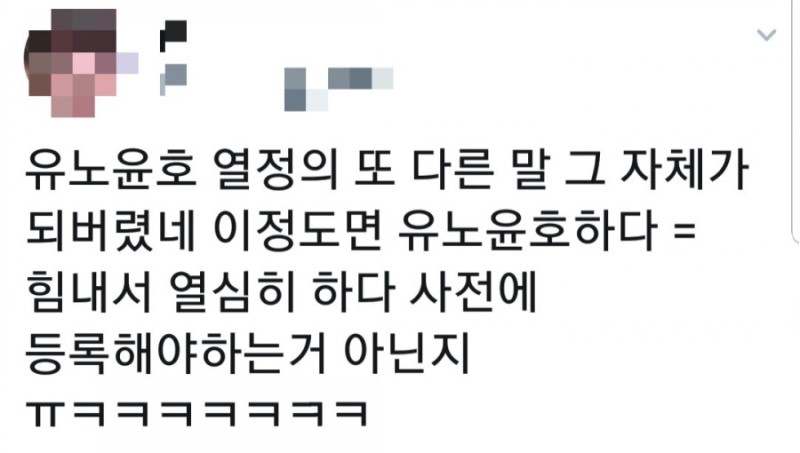 유노윤호 열정의 또 다른 말 그 자체가
되버렸네 이정도면 유노윤호하다 =
힘내서 열심히 하다 사전에
등록해야하는거 아닌지
ㅠㅋㅋㅋㅋㅋㅋㅋ